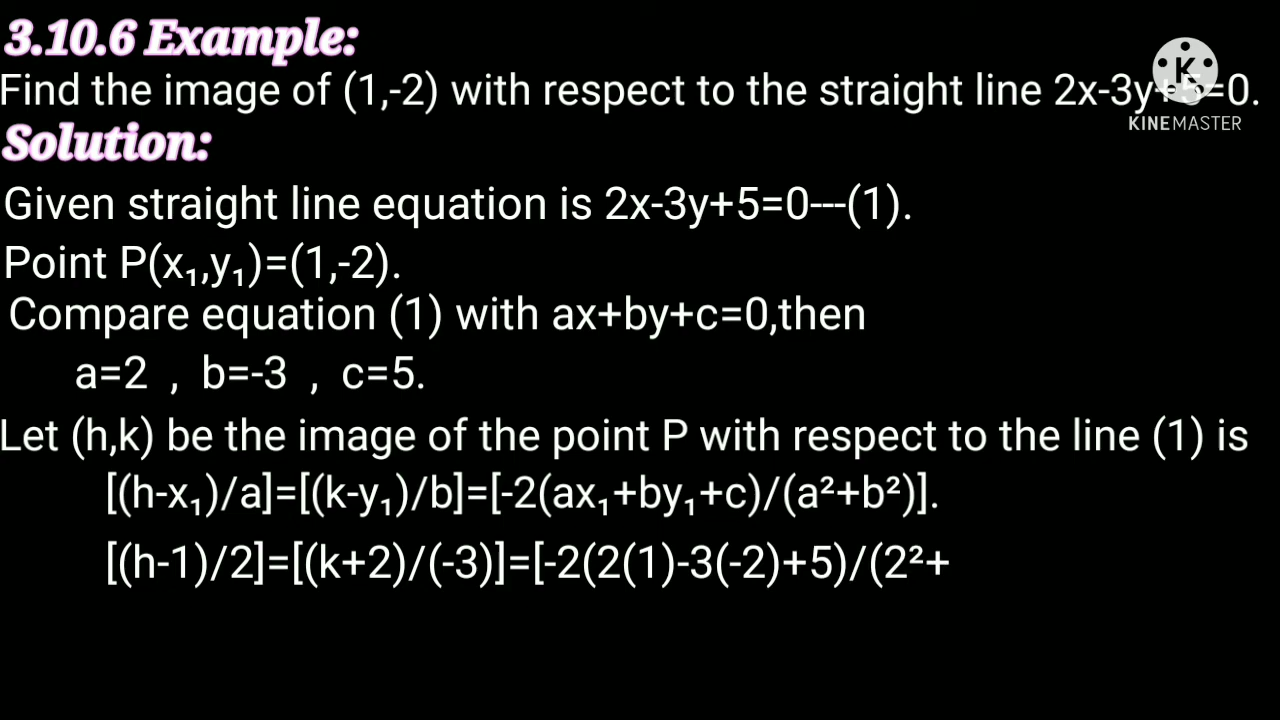 3.10.6 Example:
Find the image of (1,-2) with respect to the straight line 2x-3y+5=0.
K
KINEMASTER
Solution:
Given straight line equation is 2x-3y+5=0---(1).
Point P(x₁,y₁)=(1,-2).
Compare equation (1) with ax+by+c=0,then
a=2 , b=-3 , c=5.
Let (h,k) be the image of the point P with respect to the line (1) is
[(h-x₁)/a]=[(k-y₁)/b]=[-2(ax₁+by₁+c)/(a²+b²)].
[(h-1)/2]=[(k+2)/(-3)]=[-2(2(1)-3(-2)+5)/(2²+